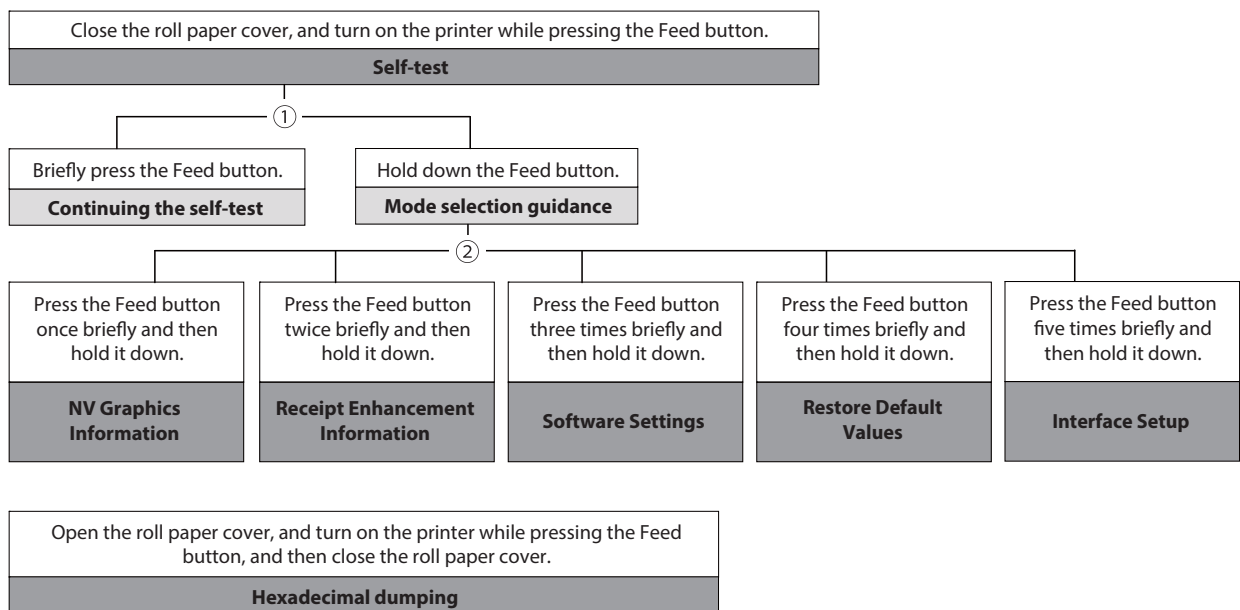 Close the roll paper cover, and turn on the printer while pressing the Feed button.
Self-test
①
Briefly press the Feed button.
Continuing the self-test
Hold down the Feed button.
Mode selection guidance
②
Press the Feed button
once briefly and then
hold it down.
NV Graphics
Information
Press the Feed button
twice briefly and then
hold it down.
Receipt Enhancement
Information
Press the Feed button
three times briefly and
then hold it down.
Software Settings
Press the Feed button
four times briefly and
then hold it down.
Restore Default
Values
Press the Feed button
five times briefly and
then hold it down.
Interface Setup
Open the roll paper cover, and turn on the printer while pressing the Feed
button, and then close the roll paper cover.
Hexadecimal dumping